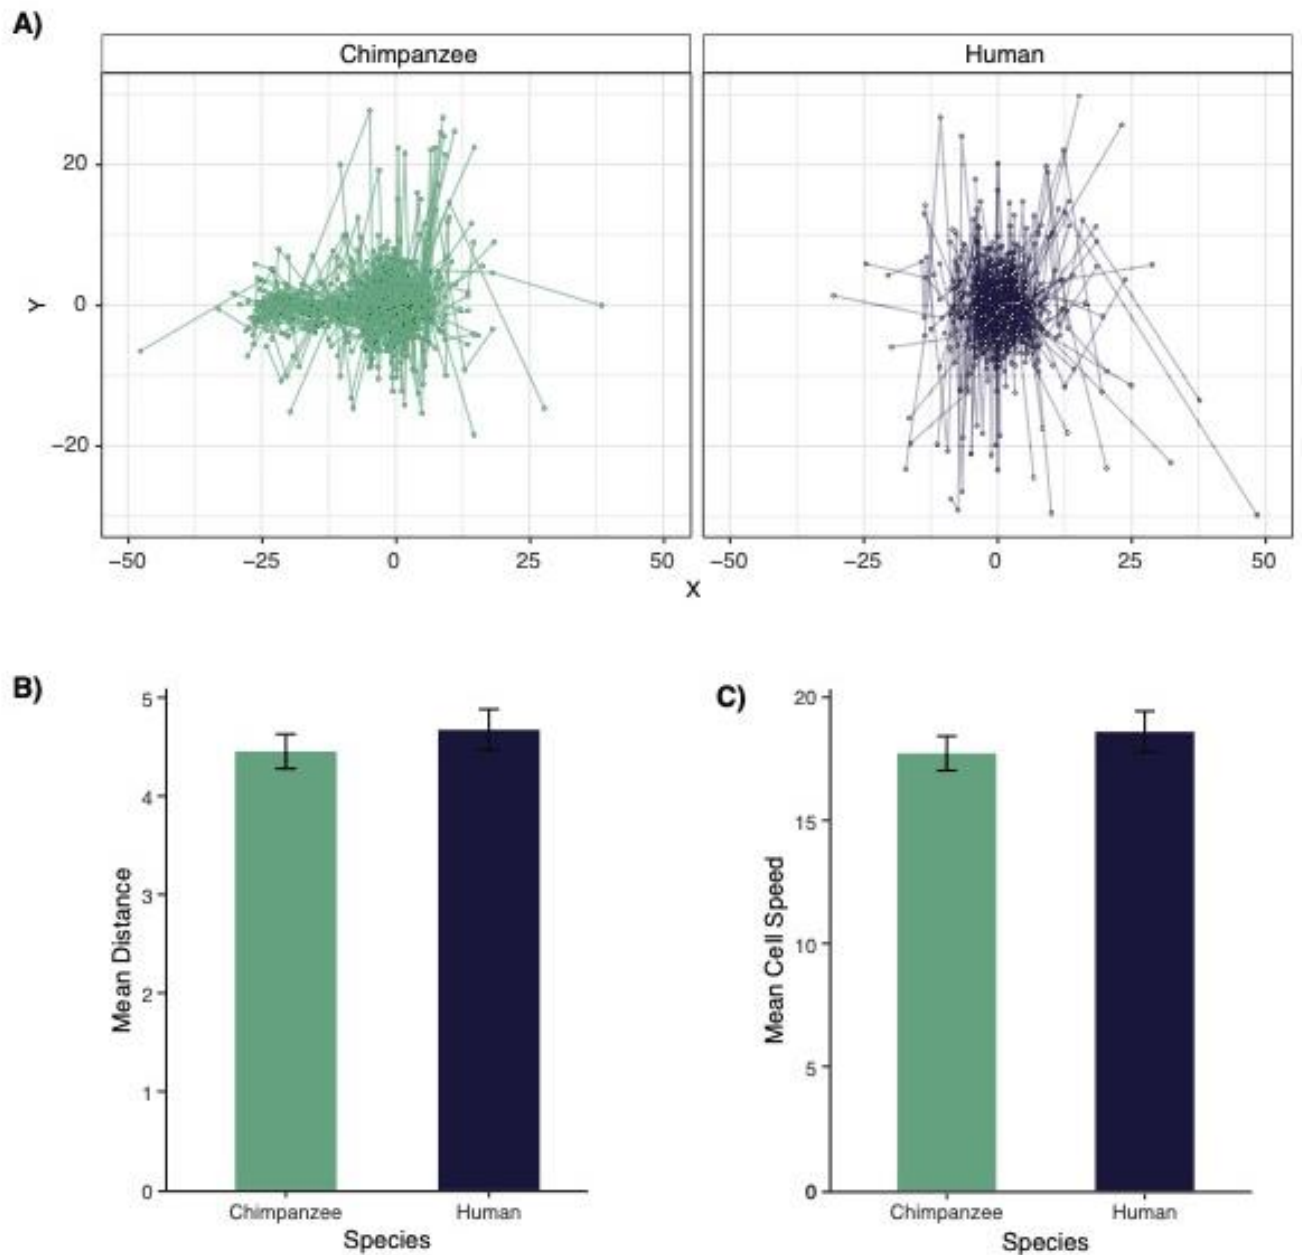 A)
Chimpanzee Human
Y
20
0
−20
−50 −25 0 25 50 −50 −25 0 25 50
X
B)
Mean Distance
5
4
3
2
1
0
Chimpanzee Human
Species
C)
Mean Cell Speed
20
15
10
5
0
Chimpanzee Human
Species